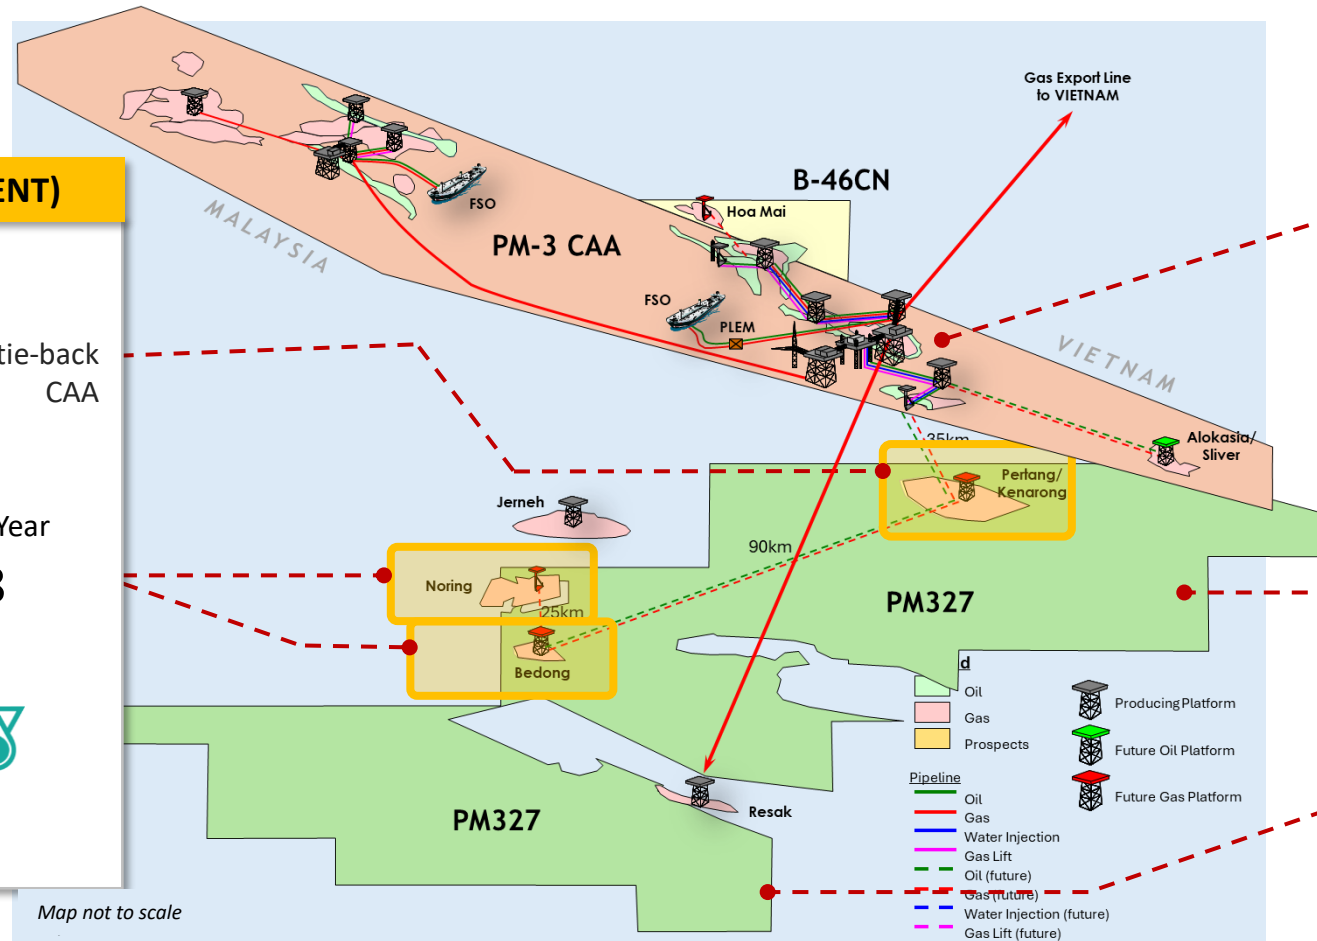 Gas Export Line
to VIETNAM
B-46CN
ENT)
FSO
Hoa Mai
MALAYSIA
PM-3 CAA
FSO
PLEM
tie-back
CAA
VIETNAM
35km
Alokasia/
Sliver
Pertang/
Kenarong
Jerneh
Year
90km
Noring
25km
PM327
Bedong
d
Oil
Gas
Prospects
Producing Platform
Future Oil Platform
Future Gas Platform
Pipeline
Oil
Gas
Water Injection
Gas Lift
Oil (future)
Gas (future)
Water Injection (future)
Gas Lift (future)
Resak
PM327
Map not to scale